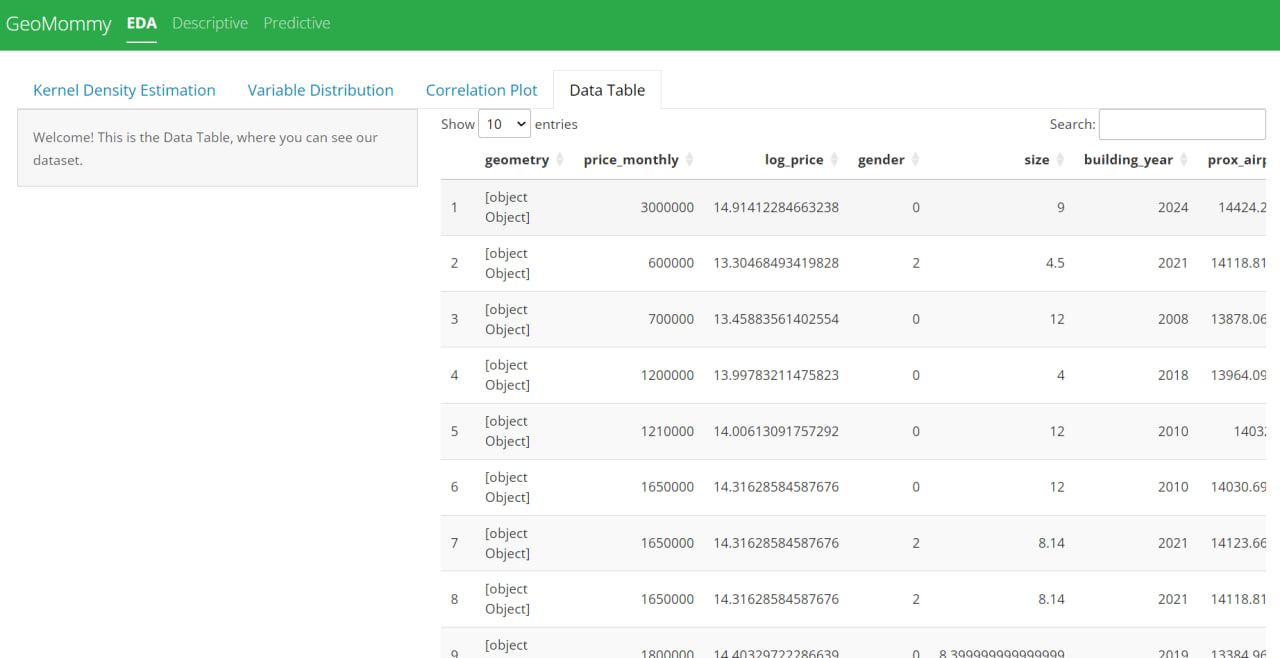 GeoMommy EDA Descriptive Predictive
Kernel Density Estimation Variable Distribution Correlation Plot Data Table
Welcome! This is the Data Table, where you can see our
dataset.
Show 10 entries Search:
geometry price_monthly log_price gender size building_year prox_airp
1 [object
Object] 3000000 14.91412284663238 0 9 2024 14424.2
2 [object
Object] 600000 13.30468493419828 2 4.5 2021 14118.81
3 [object
Object] 700000 13.45883561402554 0 12 2008 13878.06
4 [object
Object] 1200000 13.99783211475823 0 4 2018 13964.09
5 [object
Object] 1210000 14.00613091757292 0 12 2010 1403
6 [object
Object] 1650000 14.31628584587676 0 12 2010 14030.69
7 [object
Object] 1650000 14.31628584587676 2 8.14 2021 14123.66
8 [object
Object] 1650000 14.31628584587676 2 8.14 2021 14118.81
9 [object
1800000 14.40329722286639 0 8.399999999999999 2019 13384.96